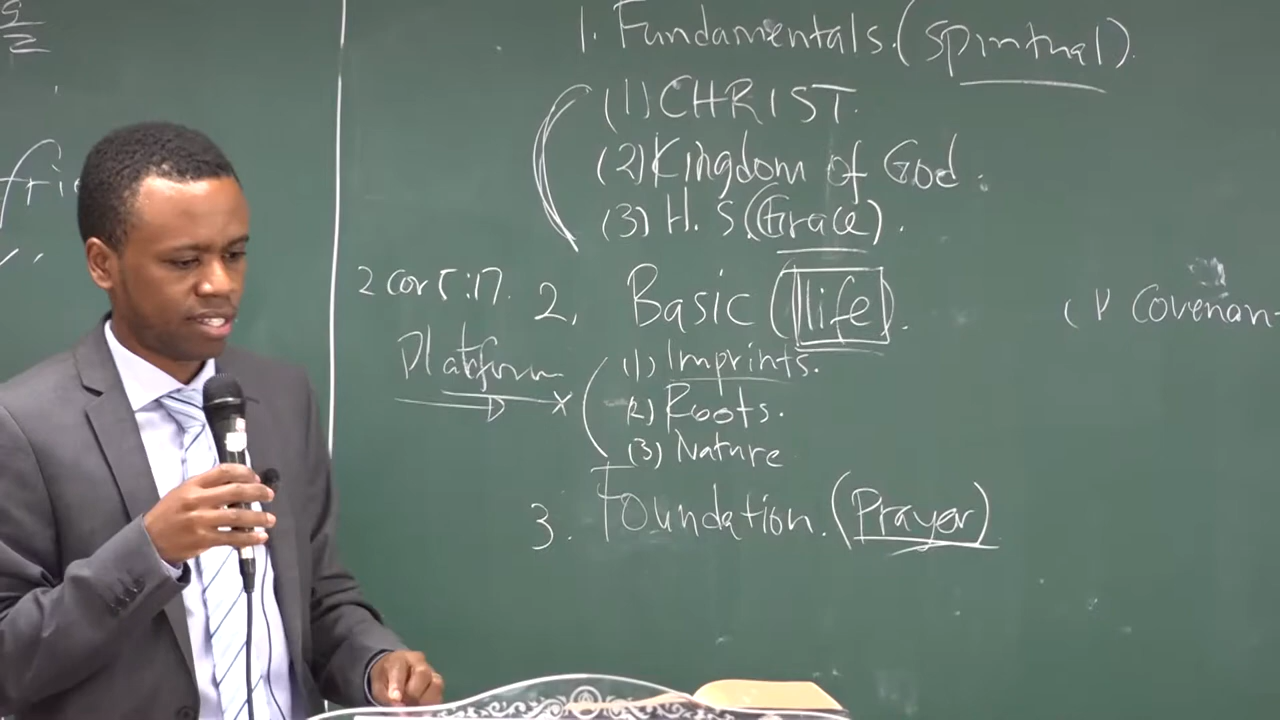 1. Fundamentals. (Spiritual).
(1) CHRIST.
(2) Kingdom of God.
(3) H. S (Grace).
2 cor 5:17. 2. Basic (life).
Platform
(1) Imprints.
(2) Roots.
(3) Nature
3. Foundation. (Prayer)